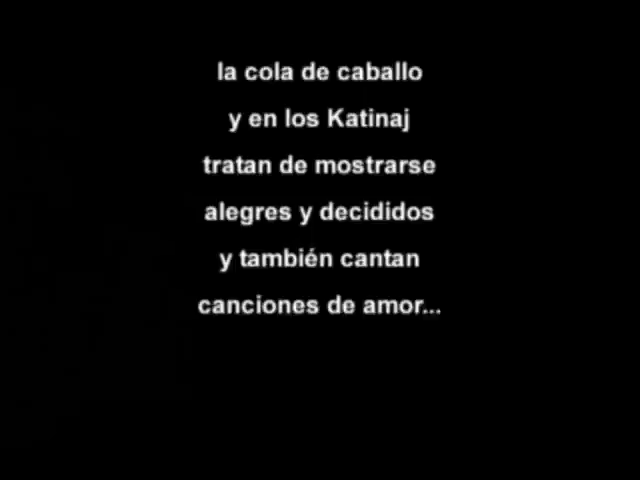 la cola de caballo
y en los Katinaj
tratan de mostrarse
alegres y decididos
y también cantan
canciones de amor...